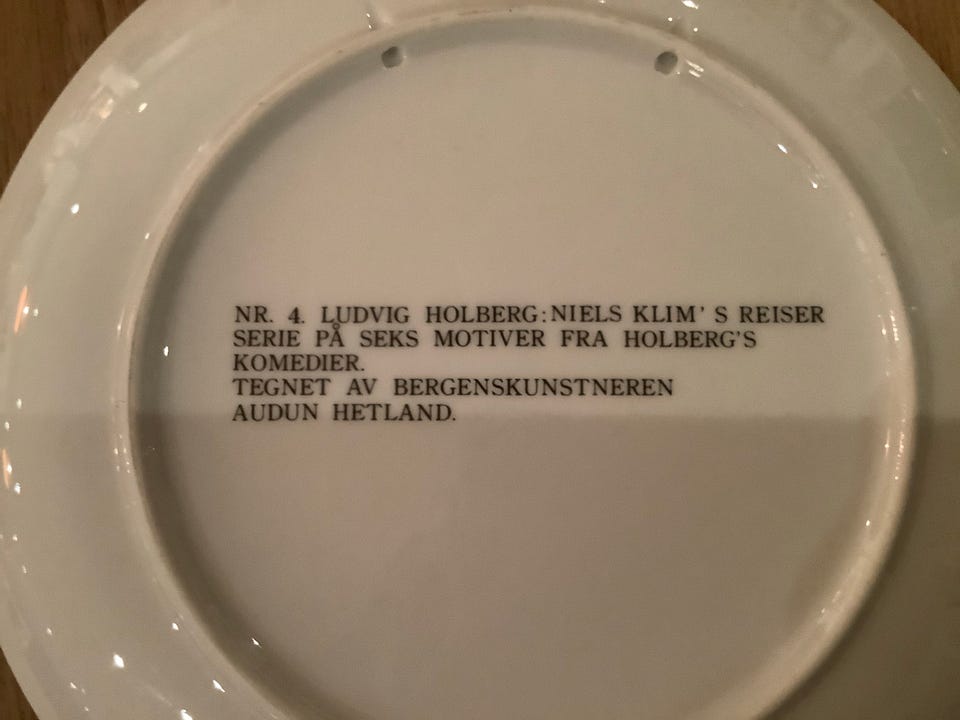 NR. 4. LUDVIG HOLBERG:NIELS KLIM' S REISER
SERIE PÅ SEKS MOTIVER FRA HOLBERG'S
KOMEDIER.
TEGNET AV BERGENSKUNSTNEREN
AUDUN HETLAND.